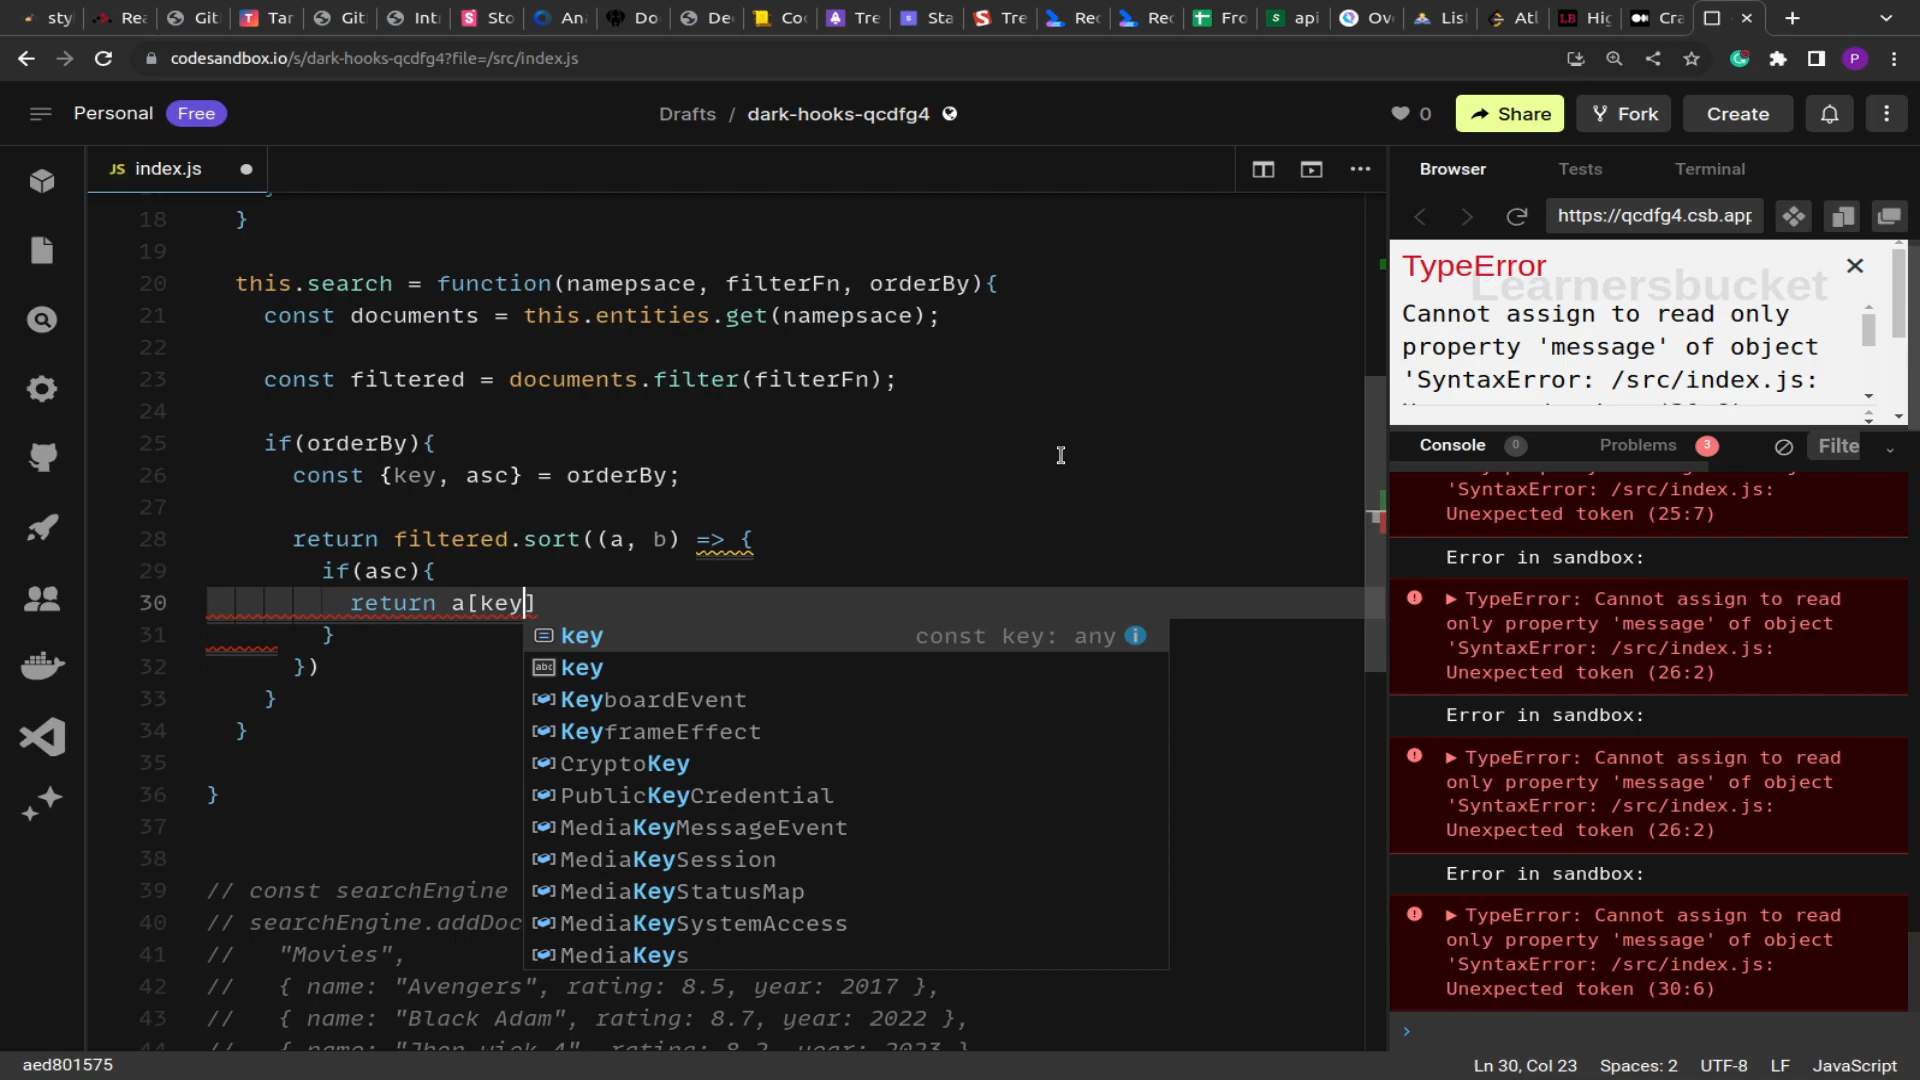 sty Rea Git Tar Git Intr Sto An Do De Co Tre Sta Tre Rec Rec Fro api Ov Lis Atl Hig Cra
codesandbox.io/s/dark-hooks-qcdfg4?file=/src/index.js P
Personal Free Drafts / dark-hooks-qcdfg4 0 Share Fork Create
JS index.js Browser Tests Terminal
https://qcdfg4.csb.app
TypeError
Learnersbucket
Cannot assign to read only
property 'message' of object
'SyntaxError: /src/index.js:
Console 0 Problems 3 Filte
18 }
19
20 this.search = function(namepsace, filterFn, orderBy){
21 const documents = this.entities.get(namepsace);
22
23 const filtered = documents.filter(filterFn);
24
25 if(orderBy){
26 const {key, asc} = orderBy;
27
28 return filtered.sort((a, b) => {
29 if(asc){
30 return a[key]
31 }
32 })
33 }
34 }
35
36 }
37
38
39 // const searchEngine
40 // searchEngine.addDoc
41 // "Movies",
42 // { name: "Avengers", rating: 8.5, year: 2017 },
43 // { name: "Black Adam", rating: 8.7, year: 2022 },
44 // { name: "Jhon wick 4", rating: 8.2, year: 2023 },
key const key: any
abc key
KeyboardEvent
KeyframeEffect
CryptoKey
PublicKeyCredential
MediaKeyMessageEvent
MediaKeySession
MediaKeyStatusMap
MediaKeySystemAccess
MediaKeys
'SyntaxError: /src/index.js:
Unexpected token (25:7)
Error in sandbox:
TypeError: Cannot assign to read
only property 'message' of object
'SyntaxError: /src/index.js:
Unexpected token (26:2)
Error in sandbox:
TypeError: Cannot assign to read
only property 'message' of object
'SyntaxError: /src/index.js:
Unexpected token (26:2)
Error in sandbox:
TypeError: Cannot assign to read
only property 'message' of object
'SyntaxError: /src/index.js:
Unexpected token (30:6)
aed801575 Ln 30, Col 23 Spaces: 2 UTF-8 LF JavaScript